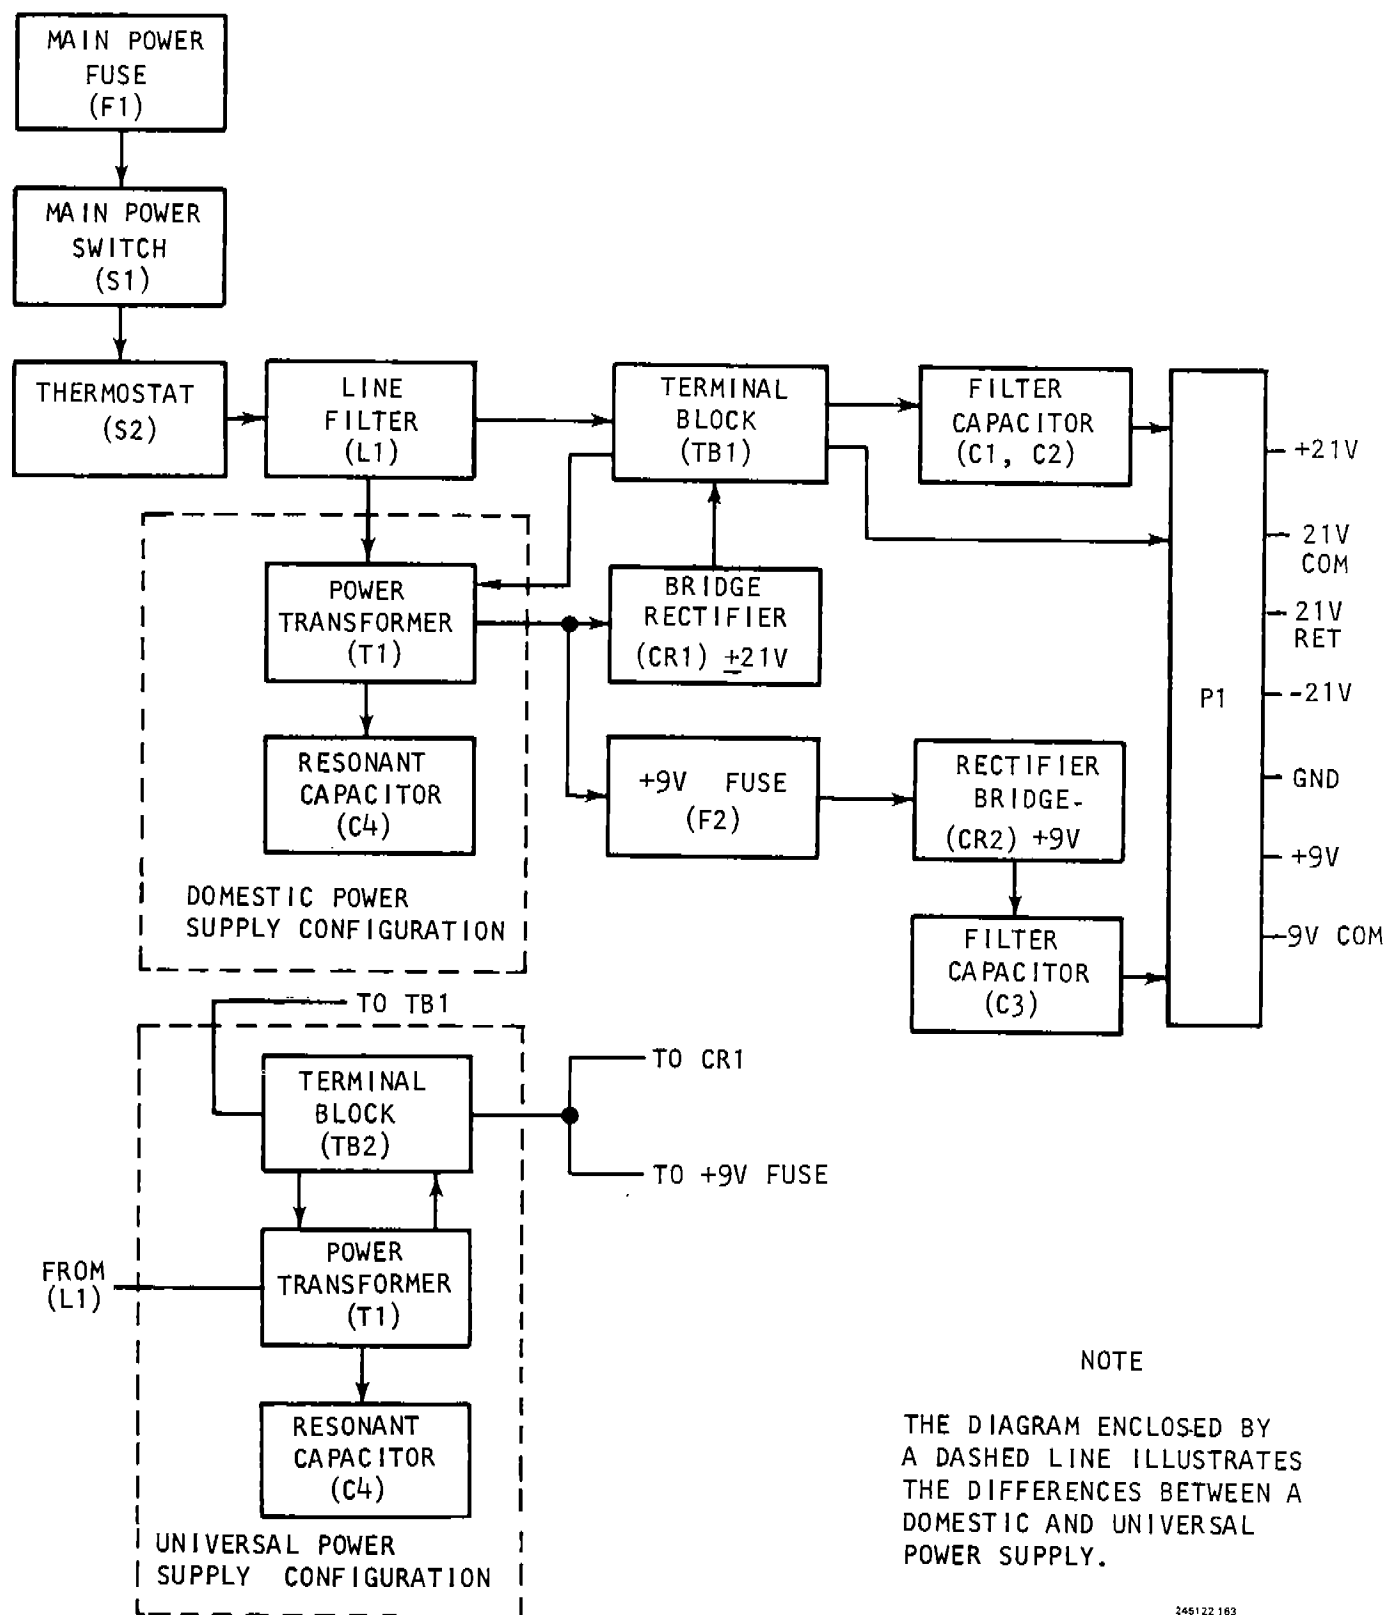 MAIN POWER
FUSE
(F1)
MAIN POWER
SWITCH
(S1)
THERMOSTAT
(S2)
LINE
FILTER
(L1)
TERMINAL
BLOCK
(TB1)
FILTER
CAPACITOR
(C1, C2)
POWER
TRANSFORMER
(T1)
BRIDGE
RECTIFIER
(CR1) ±21V
RESONANT
CAPACITOR
(C4)
+9V FUSE
(F2)
RECTIFIER
BRIDGE-
(CR2) +9V
FILTER
CAPACITOR
(C3)
P1
+21V
21V
COM
21V
RET
-21V
GND
+9V
9V COM
DOMESTIC POWER
SUPPLY CONFIGURATION
TO TB1
TERMINAL
BLOCK
(TB2)
TO CR1
TO +9V FUSE
FROM
(L1)
POWER
TRANSFORMER
(T1)
RESONANT
CAPACITOR
(C4)
UNIVERSAL POWER
SUPPLY CONFIGURATION
NOTE
THE DIAGRAM ENCLOSED BY
A DASHED LINE ILLUSTRATES
THE DIFFERENCES BETWEEN A
DOMESTIC AND UNIVERSAL
POWER SUPPLY.
246122 163